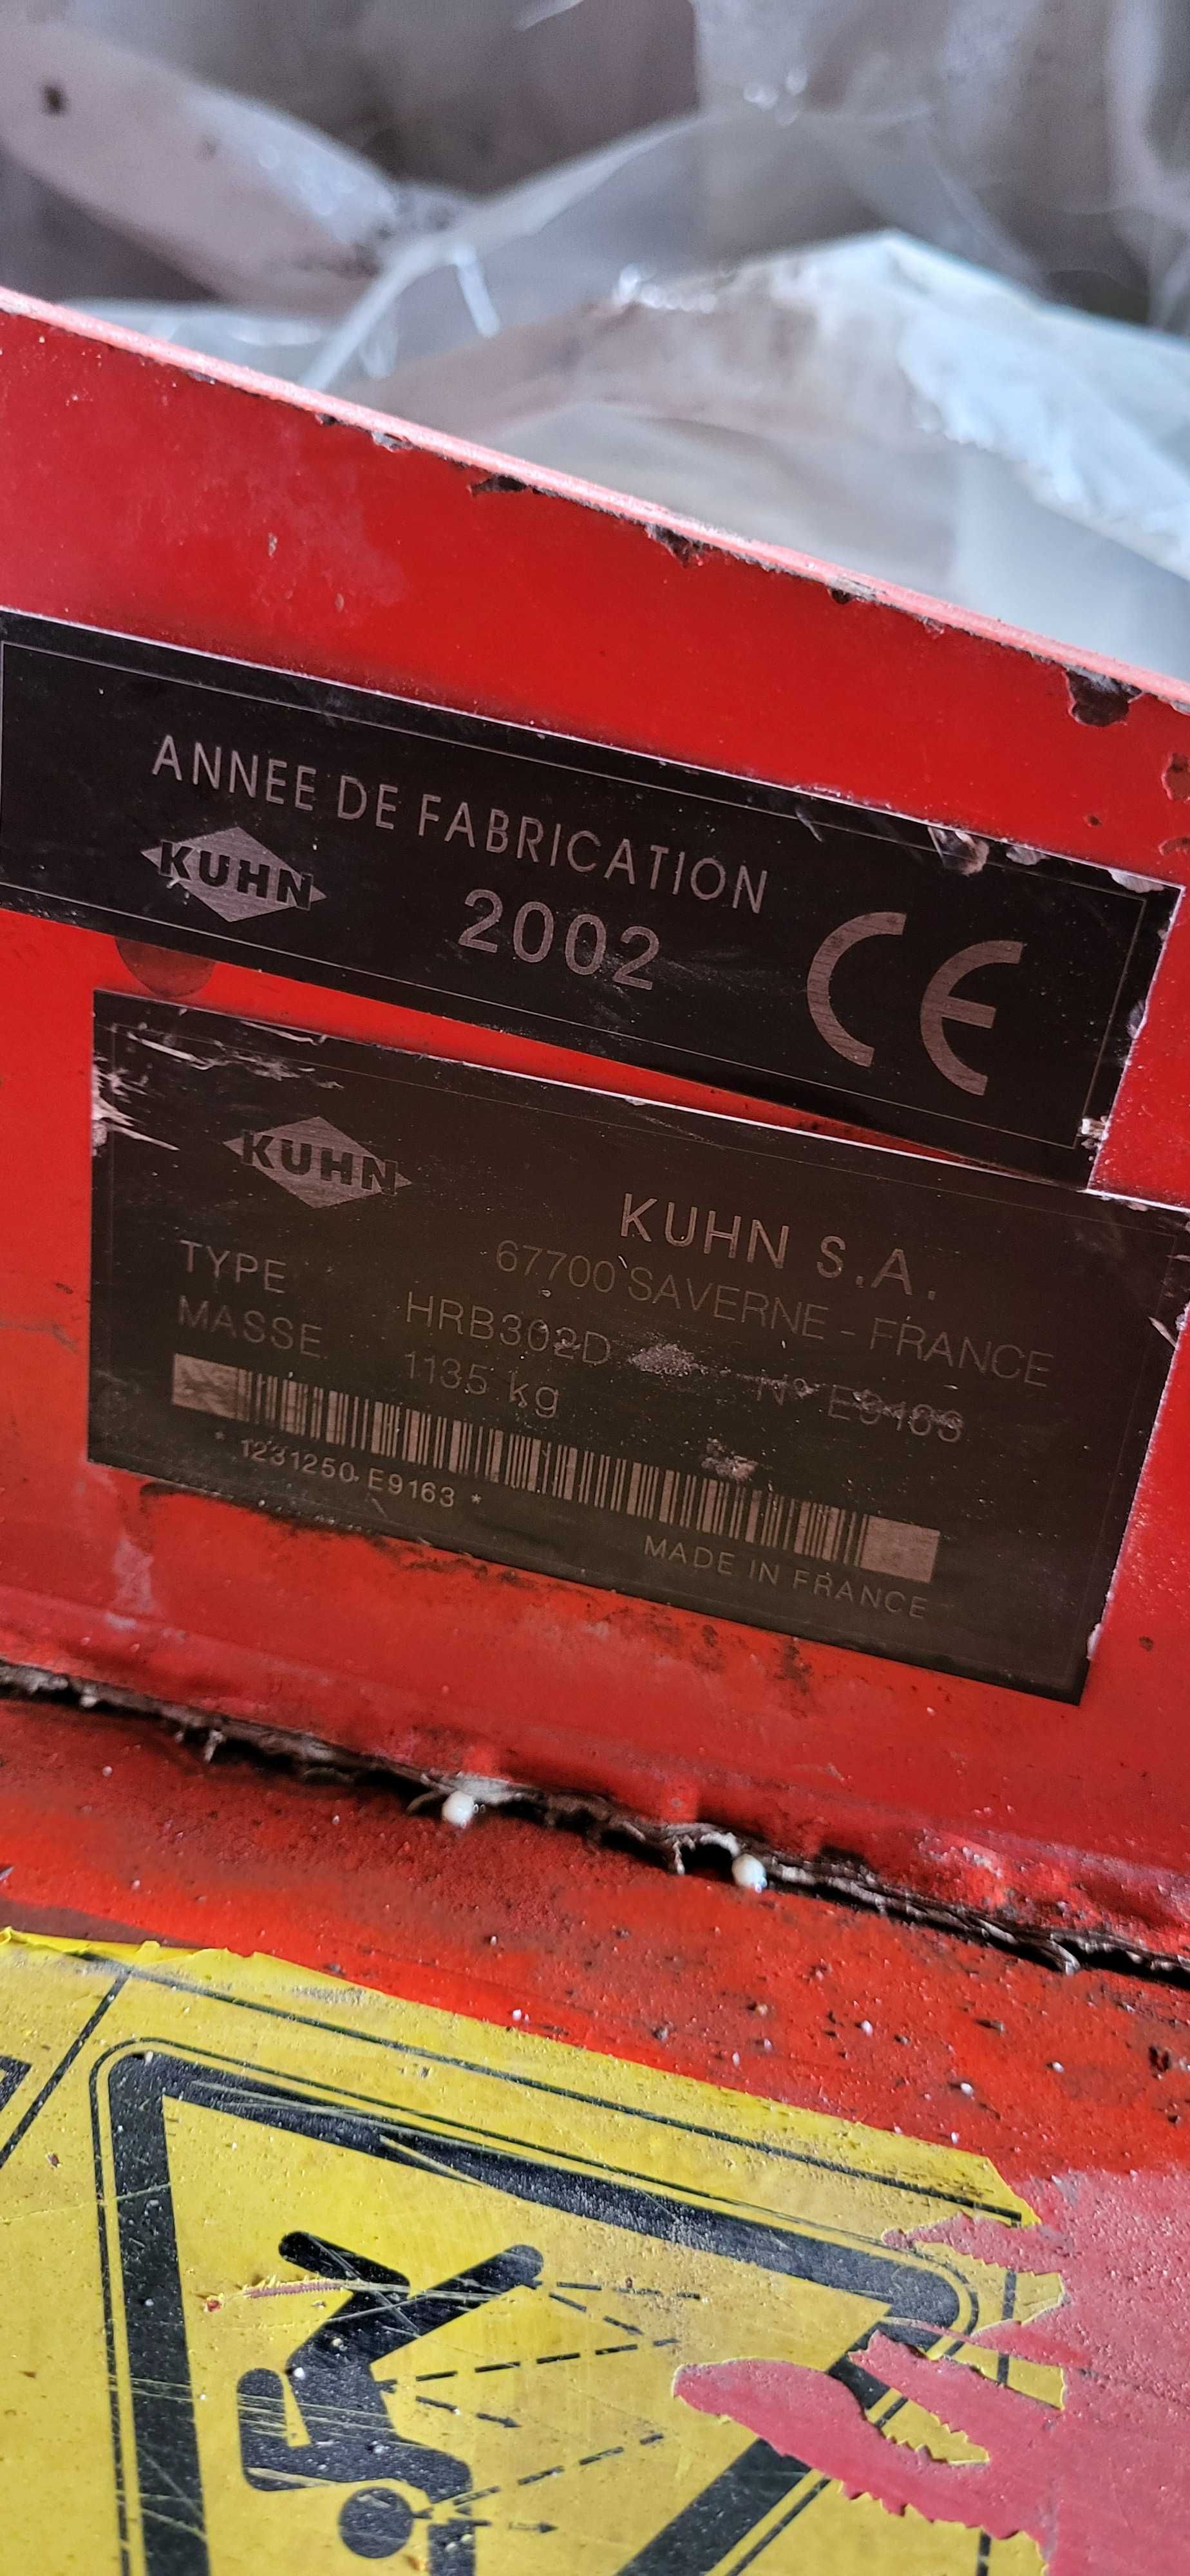 ANNEE DE FABRICATION
KUHN
2002
CE
KUHN
KUHN S.A.
67700 SAVERNE - FRANCE
TYPE HRB302D N° E9163
MASSE 1135 kg
* 1231250 E9163 *
MADE IN FRANCE